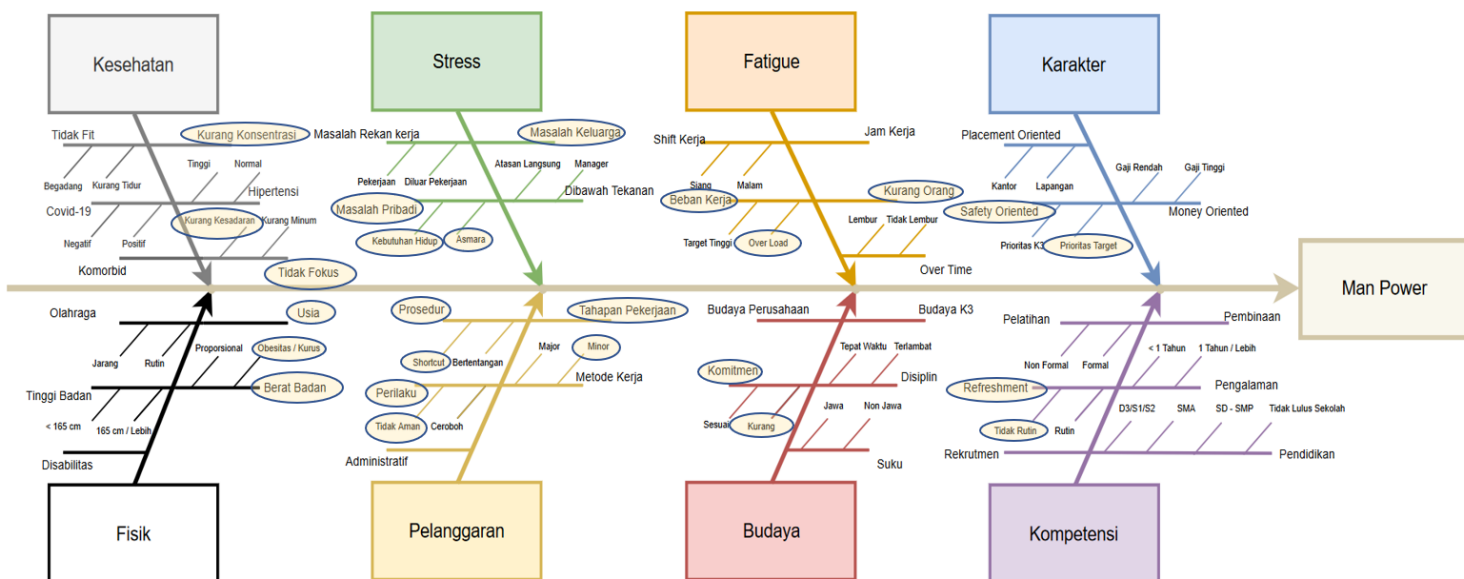 Kesehatan
Stress
Fatigue
Karakter
Tidak Fit
Kurang Konsentrasi
Begadang
Kurang Tidur
Tinggi
Normal
Hipertensi
Covid-19
Negatif
Positif
Kurang Kesadaran
Kurang Minum
Komorbid
Tidak Fokus
Masalah Rekan kerja
Masalah Keluarga
Pekerjaan
Diluar Pekerjaan
Atasan Langsung
Manager
Dibawah Tekanan
Masalah Pribadi
Kebutuhan Hidup
Asmara
Shift Kerja
Jam Kerja
Siang
Malam
Beban Kerja
Kurang Orang
Target Tinggi
Over Load
Lembur
Tidak Lembur
Over Time
Placement Oriented
Kantor
Lapangan
Gaji Rendah
Gaji Tinggi
Safety Oriented
Money Oriented
Prioritas K3
Prioritas Target
Man Power
Olahraga
Usia
Jarang
Rutin
Proporsional
Obesitas / Kurus
Tinggi Badan
Berat Badan
< 165 cm
165 cm / Lebih
Disabilitas
Prosedur
Tahapan Pekerjaan
Shortcut
Bertentangan
Major
Minor
Perilaku
Metode Kerja
Tidak Aman
Ceroboh
Administratif
Budaya Perusahaan
Budaya K3
Tepat Waktu
Terlambat
Komitmen
Disiplin
Sesuai
Kurang
Jawa
Non Jawa
Suku
Pelatihan
Pembinaan
Non Formal
Formal
< 1 Tahun
1 Tahun / Lebih
Refreshment
Pengalaman
Tidak Rutin
Rutin
D3/S1/S2
SMA
SD - SMP
Tidak Lulus Sekolah
Rekrutmen
Pendidikan
Fisik
Pelanggaran
Budaya
Kompetensi